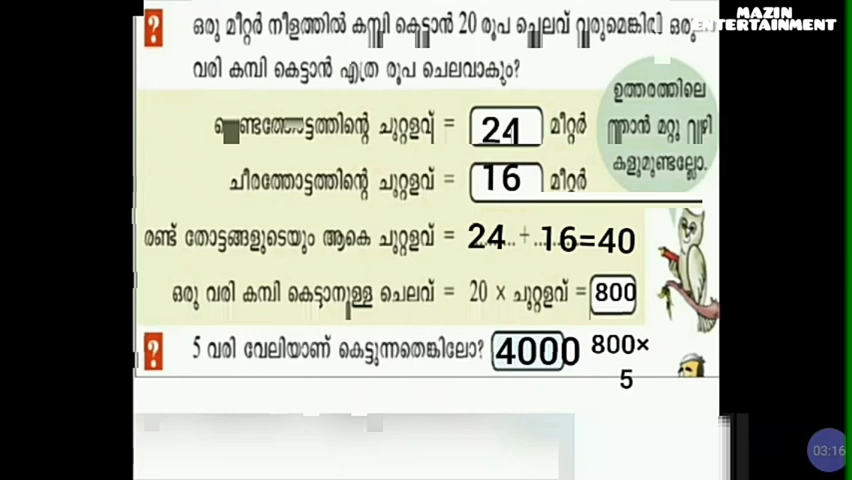 MAZIN
ENTERTAINMENT
? ഒരു മീറ്റർ നീളത്തിൽ കമ്പി കെട്ടാൻ 20 രൂപ ച്ചെലവ് വരുമെങ്കിൽ ഒരു
വരി കമ്പി കെട്ടാൻ എത്ര രൂപ ചെലവാകും?
ഉത്തരത്തിലെ
ത്താൻ മറ്റു വഴി
കളുമുണ്ടല്ലോ.
ചുറ്റളവ് = 24 മീറ്റർ
ചീരത്തോട്ടത്തിന്റെ ചുറ്റളവ് = 16 മീറ്റർ
രണ്ട് തോട്ടങ്ങളുടെയും ആകെ ചുറ്റളവ് = 24 + 16=40
ഒരു വരി കമ്പി കെട്ടാനുള്ള ചെലവ് = 20 × ചുറ്റളവ് = 800
? 5 വരി വേലിയാണ് കെട്ടുന്നതെങ്കിലോ? 4000 800×
5
03:16